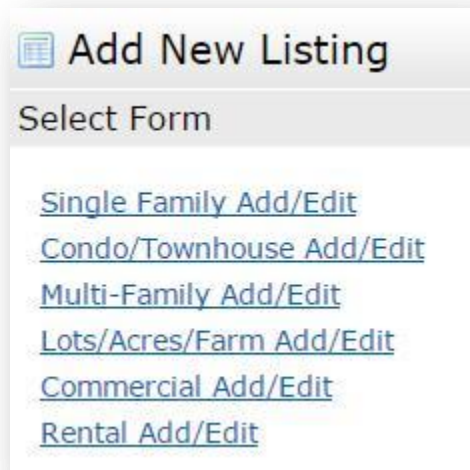 Add New Listing
Select Form
Single Family Add/Edit
Condo/Townhouse Add/Edit
Multi-Family Add/Edit
Lots/Acres/Farm Add/Edit
Commercial Add/Edit
Rental Add/Edit